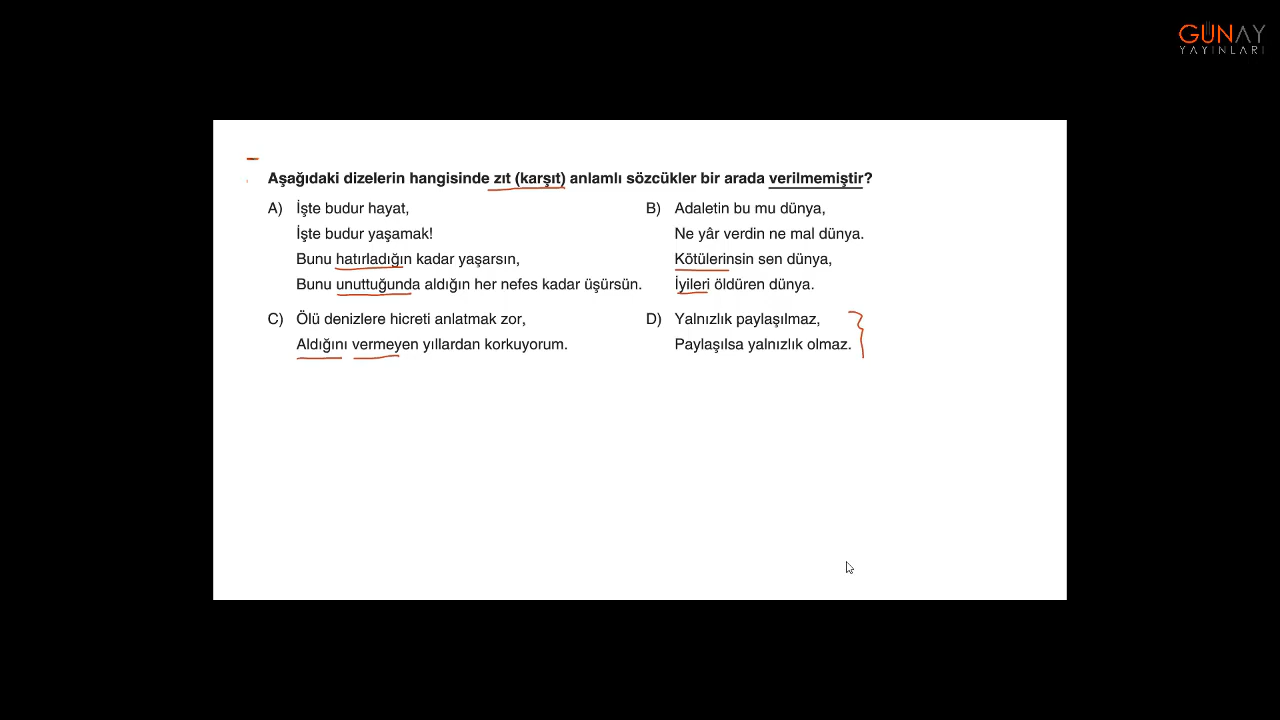 GÜNAY
YAYINLARI
Aşağıdaki dizelerin hangisinde zıt (karşıt) anlamlı sözcükler bir arada verilmemiştir?
A) İşte budur hayat,
İşte budur yaşamak!
Bunu hatırladığın kadar yaşarsın,
Bunu unuttuğunda aldığın her nefes kadar üşürsün.
B) Adaletin bu mu dünya,
Ne yâr verdin ne mal dünya.
Kötülerinsin sen dünya,
İyileri öldüren dünya.
C) Ölü denizlere hicreti anlatmak zor,
Aldığını vermeyen yıllardan korkuyorum.
D) Yalnızlık paylaşılmaz,
Paylaşılsa yalnızlık olmaz.